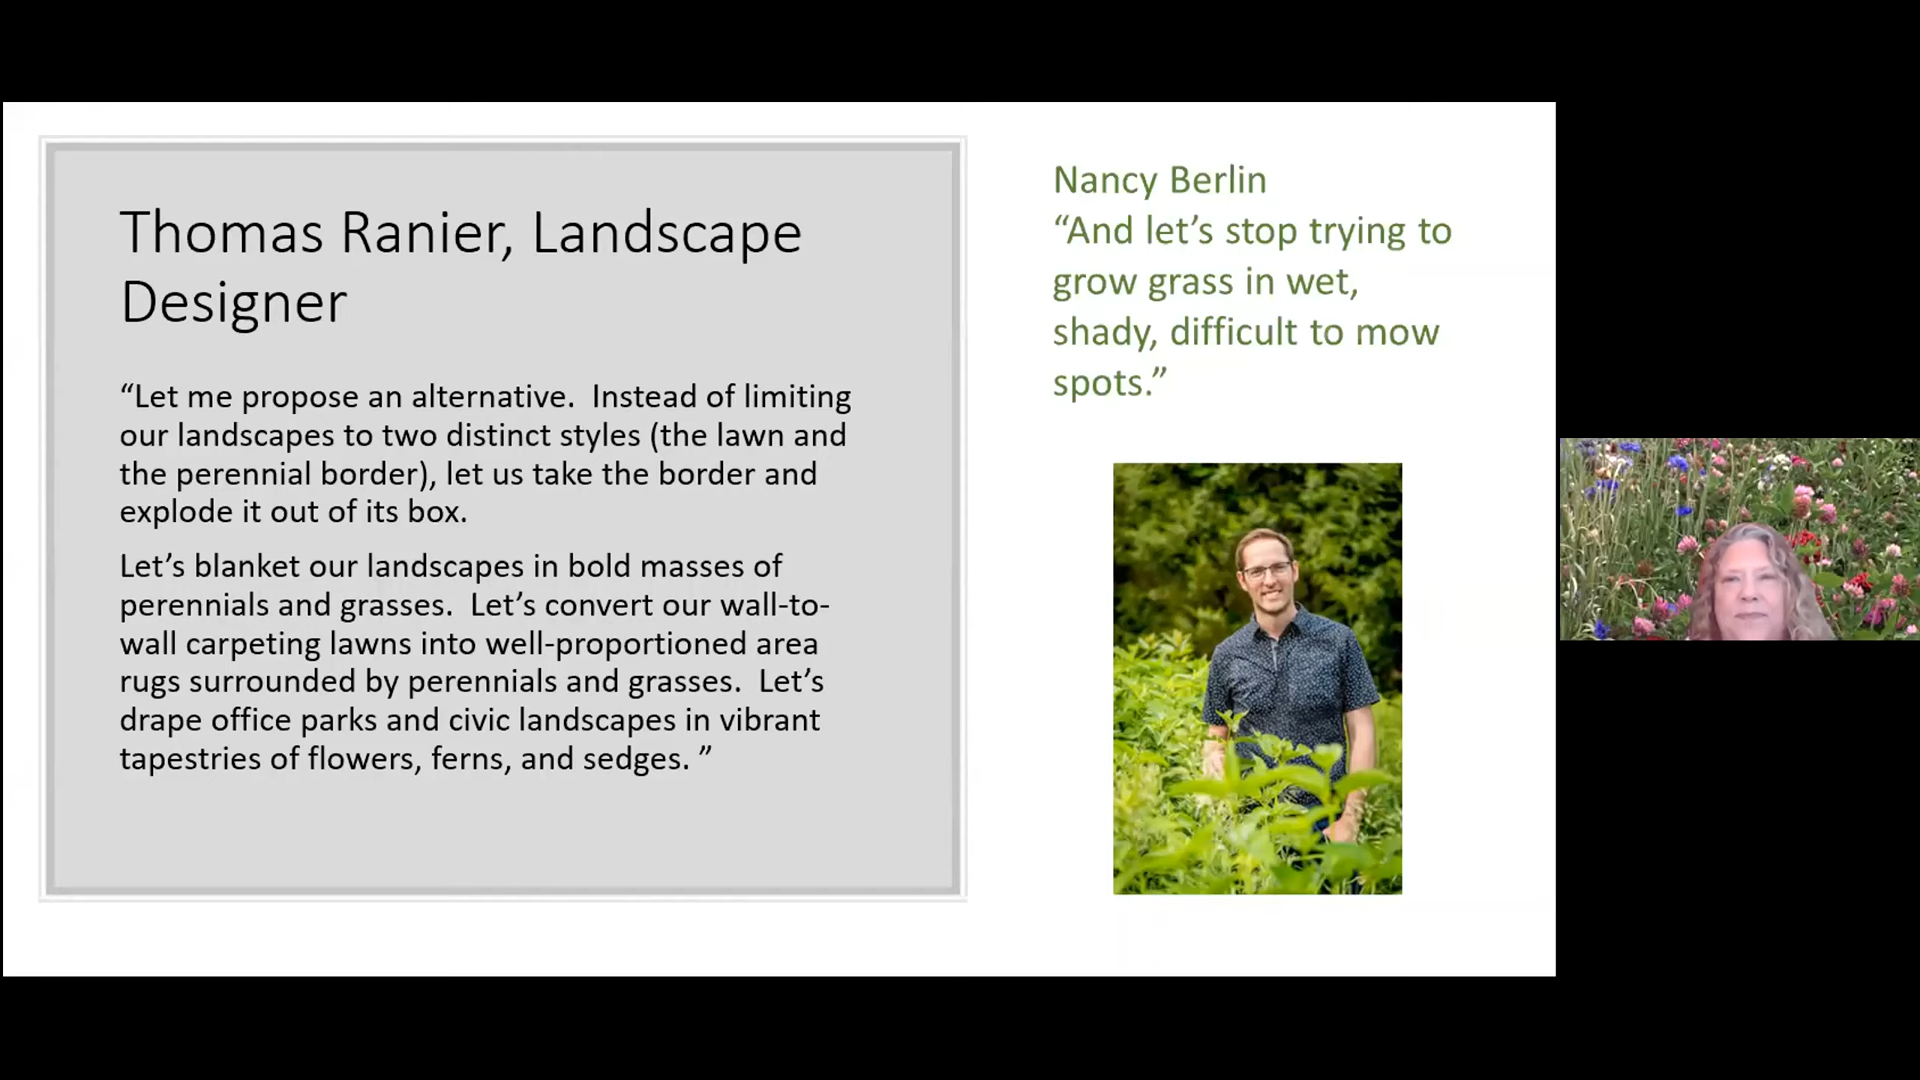 Thomas Ranier, Landscape
Designer
“Let me propose an alternative.  Instead of limiting
our landscapes to two distinct styles (the lawn and
the perennial border), let us take the border and
explode it out of its box.
Let’s blanket our landscapes in bold masses of
perennials and grasses.  Let’s convert our wall-to-
wall carpeting lawns into well-proportioned area
rugs surrounded by perennials and grasses.  Let’s
drape office parks and civic landscapes in vibrant
tapestries of flowers, ferns, and sedges. ”
Nancy Berlin
“And let’s stop trying to
grow grass in wet,
shady, difficult to mow
spots.”